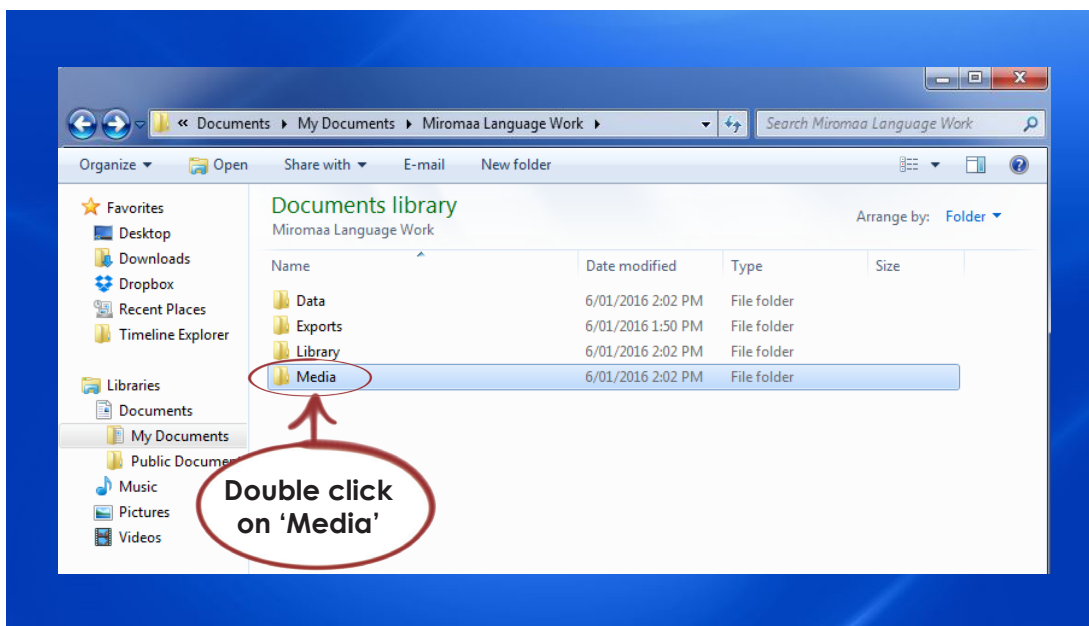 « Documents ▸ My Documents ▸ Miromaa Language Work ▸ Search Miromaa Language Work
Organize Open Share with E-mail New folder
Favorites
Desktop
Downloads
Dropbox
Recent Places
Timeline Explorer
Libraries
Documents
My Documents
Public Documen
Music
Pictures
Videos
Documents library
Miromaa Language Work
Arrange by: Folder
Name Date modified Type Size
Data 6/01/2016 2:02 PM File folder
Exports 6/01/2016 1:50 PM File folder
Library 6/01/2016 2:02 PM File folder
Media 6/01/2016 2:02 PM File folder
Double click
on ‘Media’